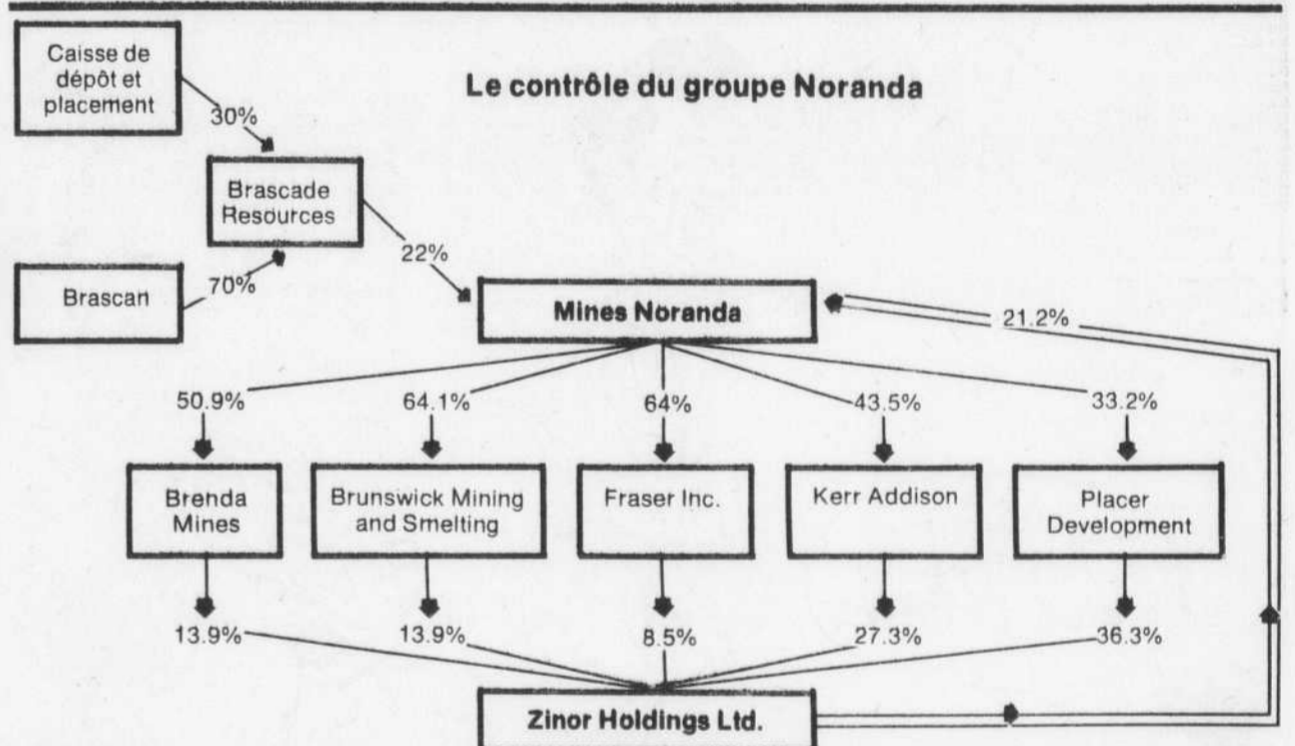 Le contrôle du groupe Noranda
Caisse de
dépôt et
placement
30%
Brascade
Resources
22%
Brascan
70%
Mines Noranda
21.2%
50.9%
64.1%
64%
43.5%
33.2%
Brenda
Mines
Brunswick Mining
and Smelting
Fraser Inc.
Kerr Addison
Placer
Development
13.9%
13.9%
8.5%
27.3%
36.3%
Zinor Holdings Ltd.